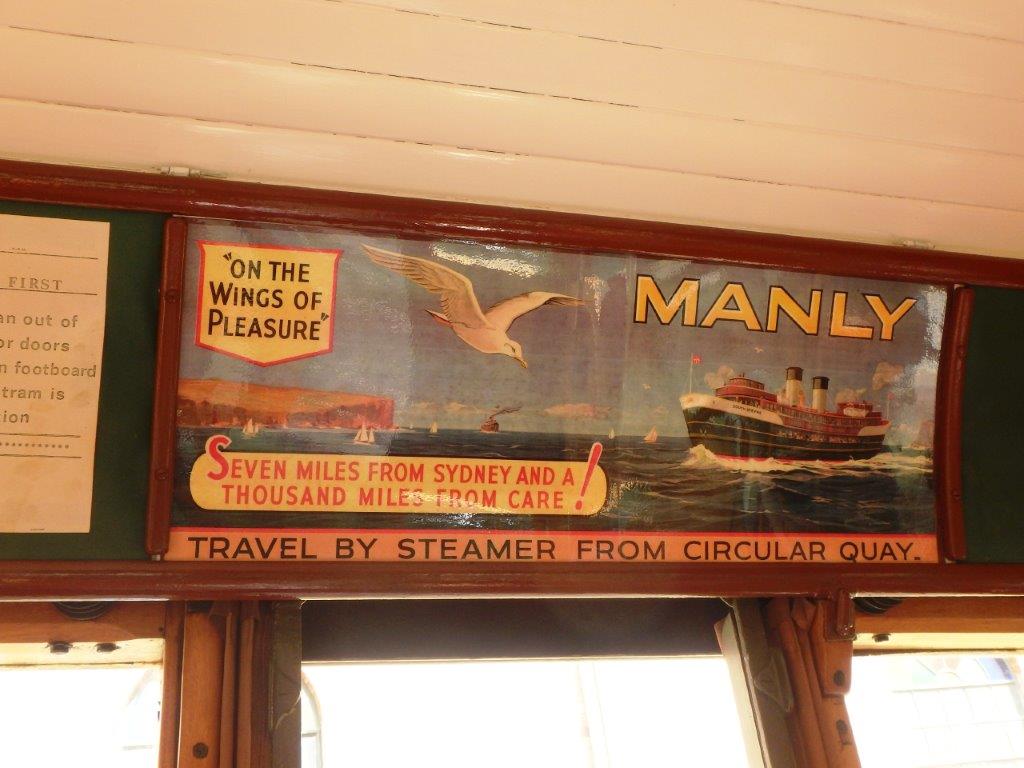 FIRST
an out of
or doors
n footboard
tram is
ion
"ON THE
WINGS OF
PLEASURE"
MANLY
SEVEN MILES FROM SYDNEY AND A
THOUSAND MILES FROM CARE!
TRAVEL BY STEAMER FROM CIRCULAR QUAY.